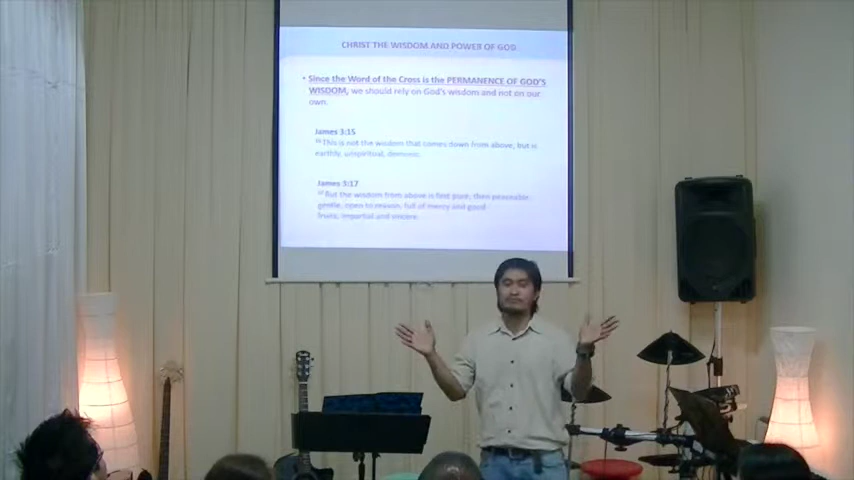 CHRIST THE WISDOM AND POWER OF GOD
• Since the Word of the Cross is the PERMANENCE OF GOD'S
WISDOM, we should rely on God's wisdom and not on our
own.
James 3:15
15 This is not the wisdom that comes down from above, but is
earthly, unspiritual, demonic.
James 3:17
17 But the wisdom from above is first pure, then peaceable,
gentle, open to reason, full of mercy and good
fruits, impartial and sincere.